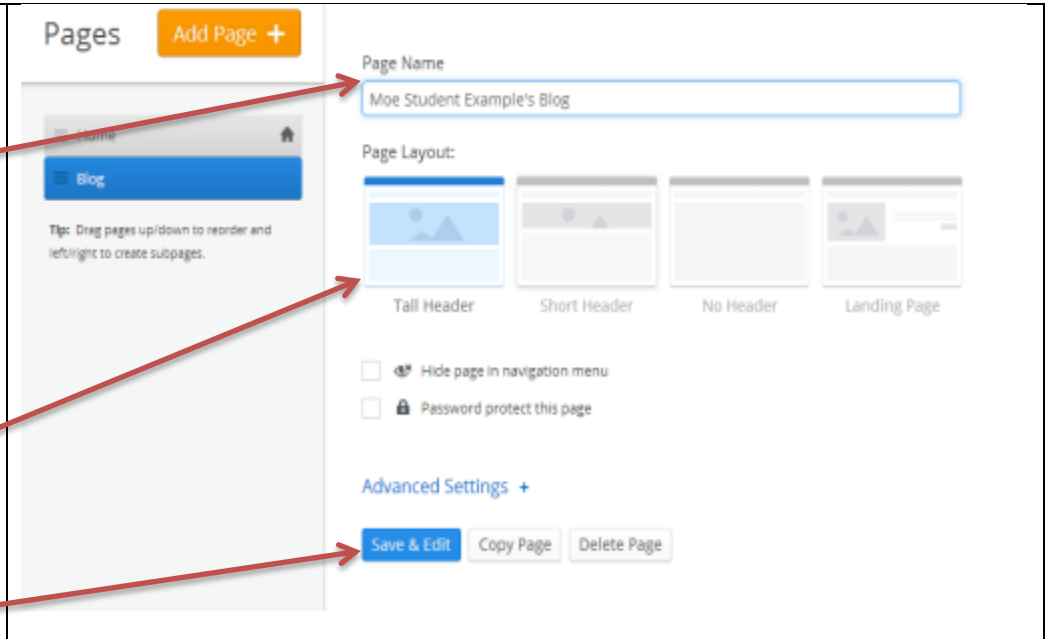 Pages
Add Page +
Home
Blog
Tip: Drag pages up/down to reorder and
left/right to create subpages.
Page Name
Moe Student Example's Blog
Page Layout:
Tall Header
Short Header
No Header
Landing Page
Hide page in navigation menu
Password protect this page
Advanced Settings +
Save & Edit
Copy Page
Delete Page